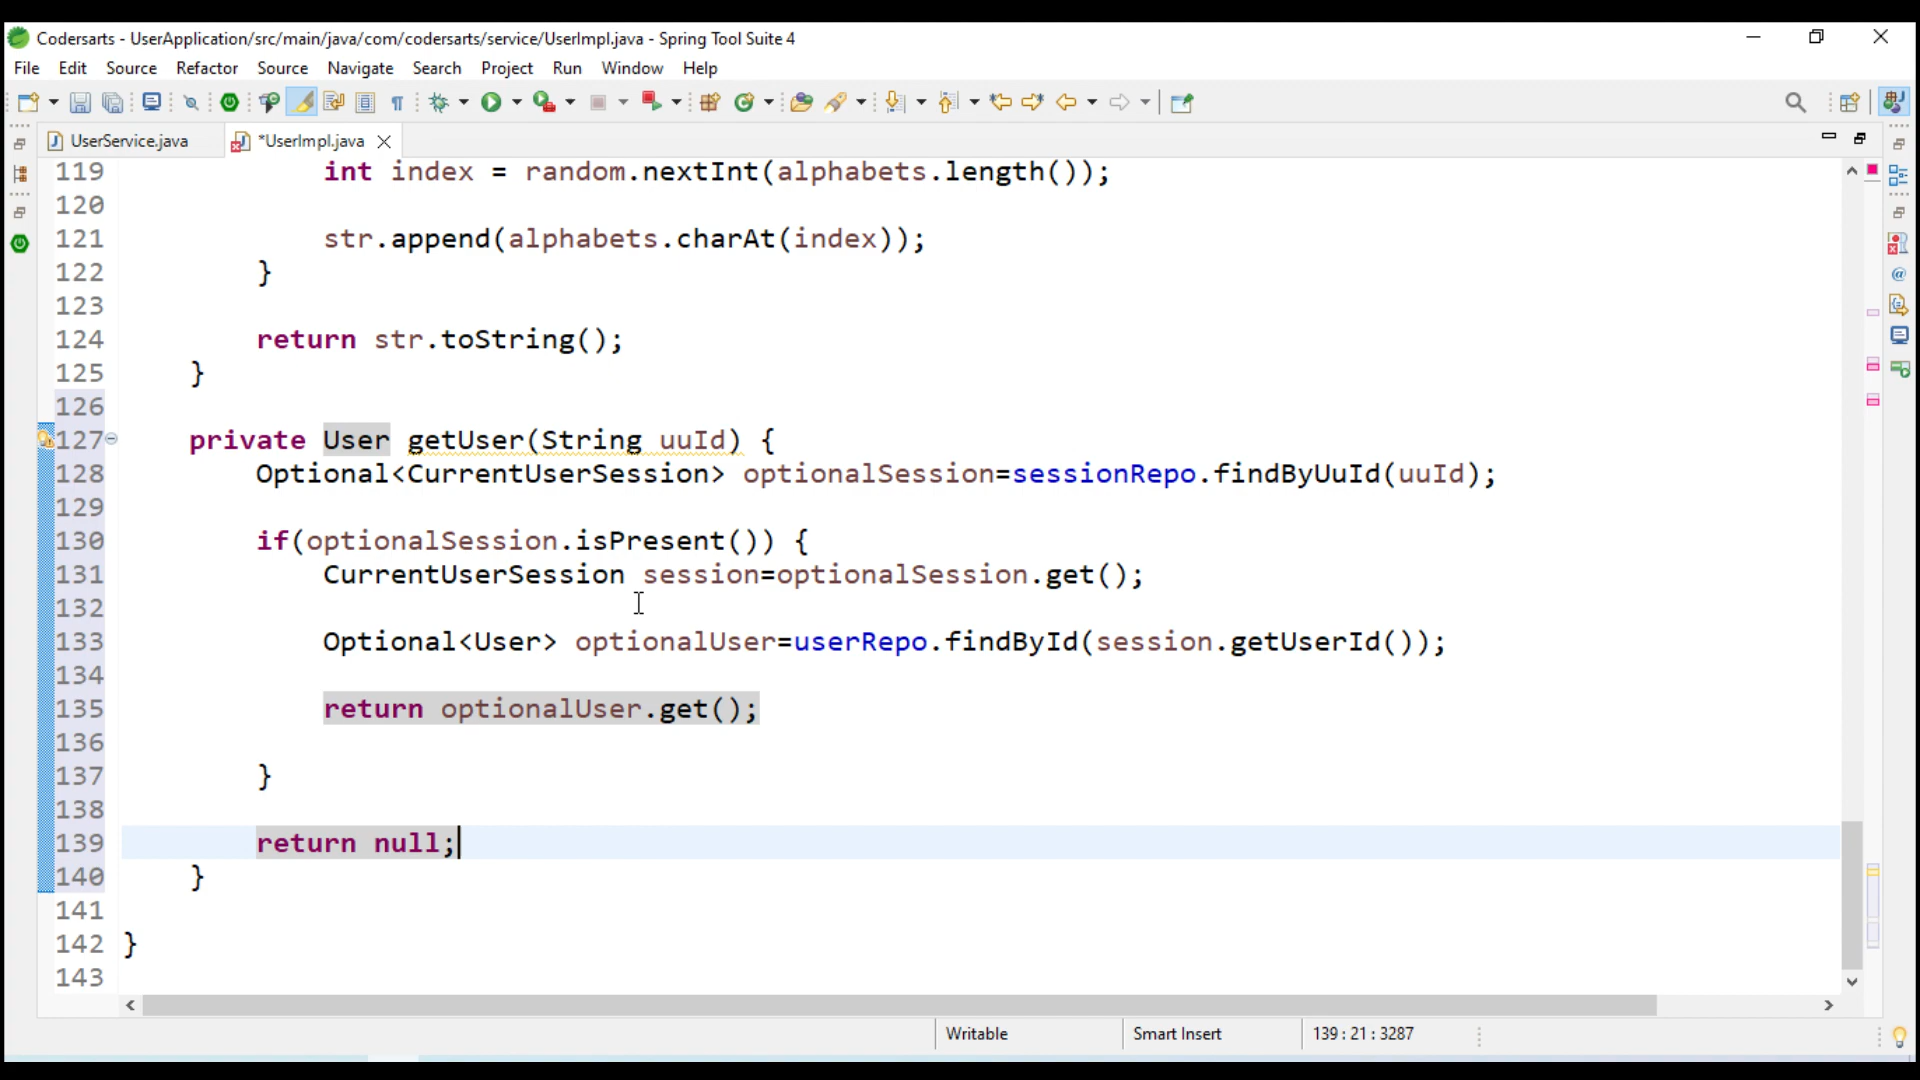 Codersarts - UserApplication/src/main/java/com/codersarts/service/UserImpl.java - Spring Tool Suite 4
File Edit Source Refactor Source Navigate Search Project Run Window Help
UserService.java *UserImpl.java
119 int index = random.nextInt(alphabets.length());
120
121 str.append(alphabets.charAt(index));
122 }
123
124 return str.toString();
125 }
126
127 private User getUser(String uuId) {
128 Optional<CurrentUserSession> optionalSession=sessionRepo.findByUuId(uuId);
129
130 if(optionalSession.isPresent()) {
131 CurrentUserSession session=optionalSession.get();
132
133 Optional<User> optionalUser=userRepo.findById(session.getUserId());
134
135 return optionalUser.get();
136
137 }
138
139 return null;
140 }
141
142 }
143
Writable Smart Insert 139 : 21 : 3287